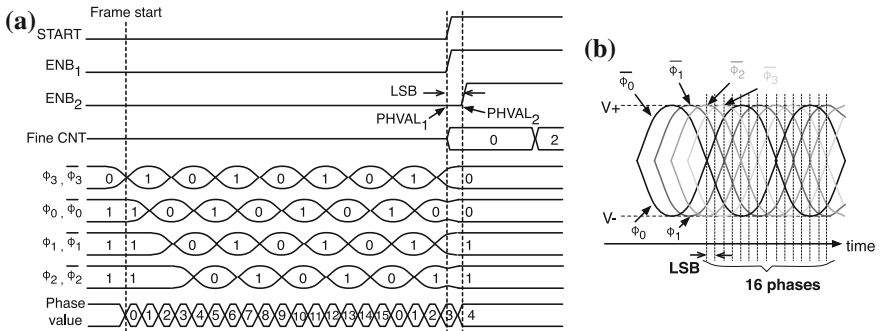 (a)
Frame start
START
ENB1
ENB2
LSB
PHVAL1
PHVAL2
Fine CNT
0 2
ϕ3, ϕ̅3̅ 0 1 0 1 0 1 0 1 0
ϕ0, ϕ̅0̅ 1 1 0 1 0 1 0 1 0 0
ϕ1, ϕ̅1̅ 1 1 0 1 0 1 0 1
ϕ2, ϕ̅2̅ 1 1 0 1 0 1 0 1
Phase value 0 1 2 3 4 5 6 7 8 9 10 11 12 13 14 15 0 1 2 3 4
(b)
ϕ̅0
ϕ̅1
ϕ̅2
ϕ̅3
V+
V-
ϕ0
ϕ1
time
LSB
16 phases